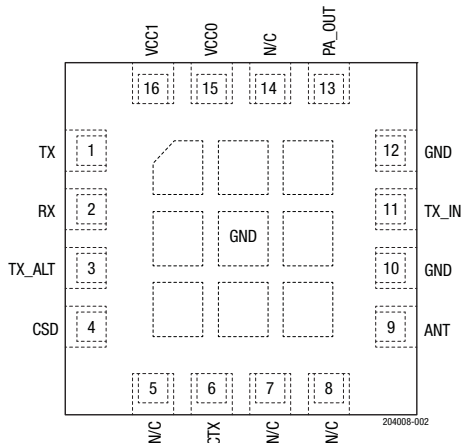 VCC1
VCC0
N/C
PA_OUT
16
15
14
13
TX
1
12
GND
RX
2
11
TX_IN
GND
TX_ALT
3
10
GND
CSD
4
9
ANT
5
6
7
8
N/C
CTX
N/C
N/C
204008-002